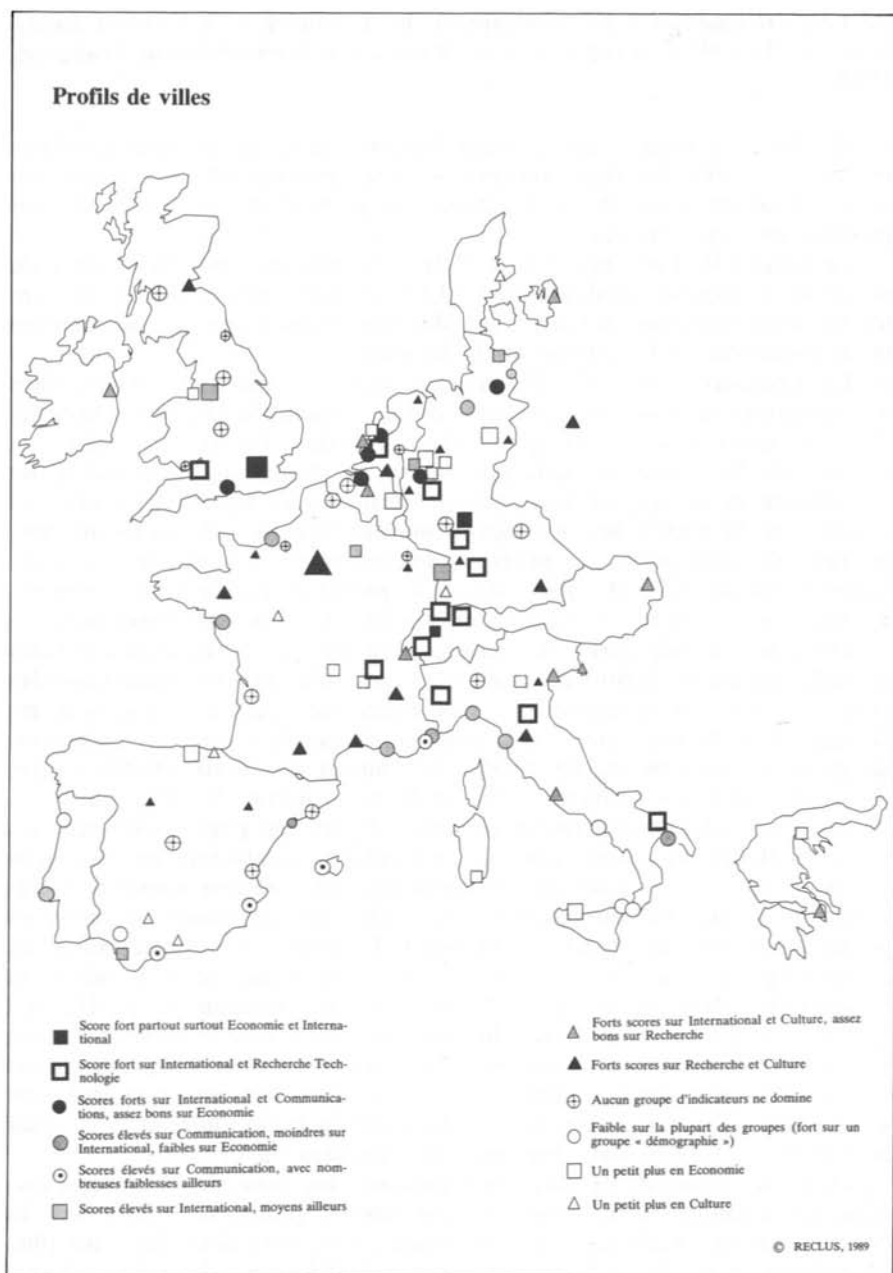 Profils de villes
Score fort partout surtout Economie et Interna-
tional
Score fort sur International et Recherche Tech-
nologie
Scores forts sur International et Communica-
tions, assez bons sur Economie
Scores élevés sur Communication, moindres sur
International, faibles sur Economie
Scores élevés sur Communication, avec nom-
breuses faiblesses ailleurs
Scores élevés sur International, moyens ailleurs
Forts scores sur International et Culture, assez
bons sur Recherche
Forts scores sur Recherche et Culture
Aucun groupe d'indicateurs ne domine
Faible sur la plupart des groupes (fort sur un
groupe « démographie »)
Un petit plus en Economie
Un petit plus en Culture
© RECLUS, 1989